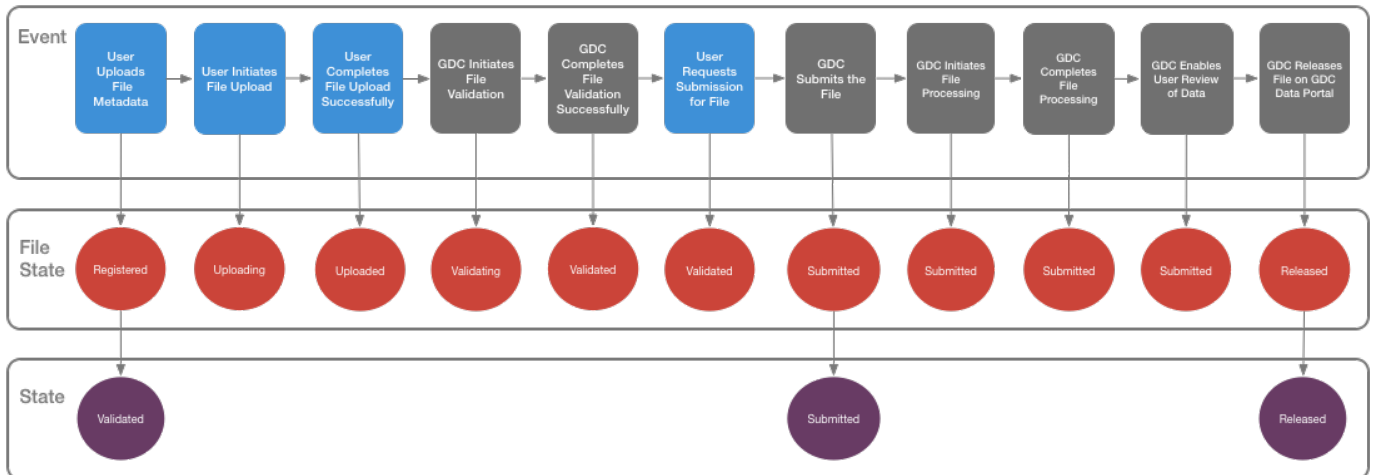 Event
User
Uploads
File
Metadata
User Initiates
File Upload
User
Completes
File Upload
Successfully
GDC Initiates
File
Validation
GDC
Completes
File
Validation
Successfully
User
Requests
Submission
for File
GDC
Submits the
File
GDC Initiates
File
Processing
GDC
Completes
File
Processing
GDC Enables
User Review
of Data
GDC Releases
File on GDC
Data Portal
File
State
Registered
Uploading
Uploaded
Validating
Validated
Validated
Submitted
Submitted
Submitted
Submitted
Released
State
Validated
Submitted
Released